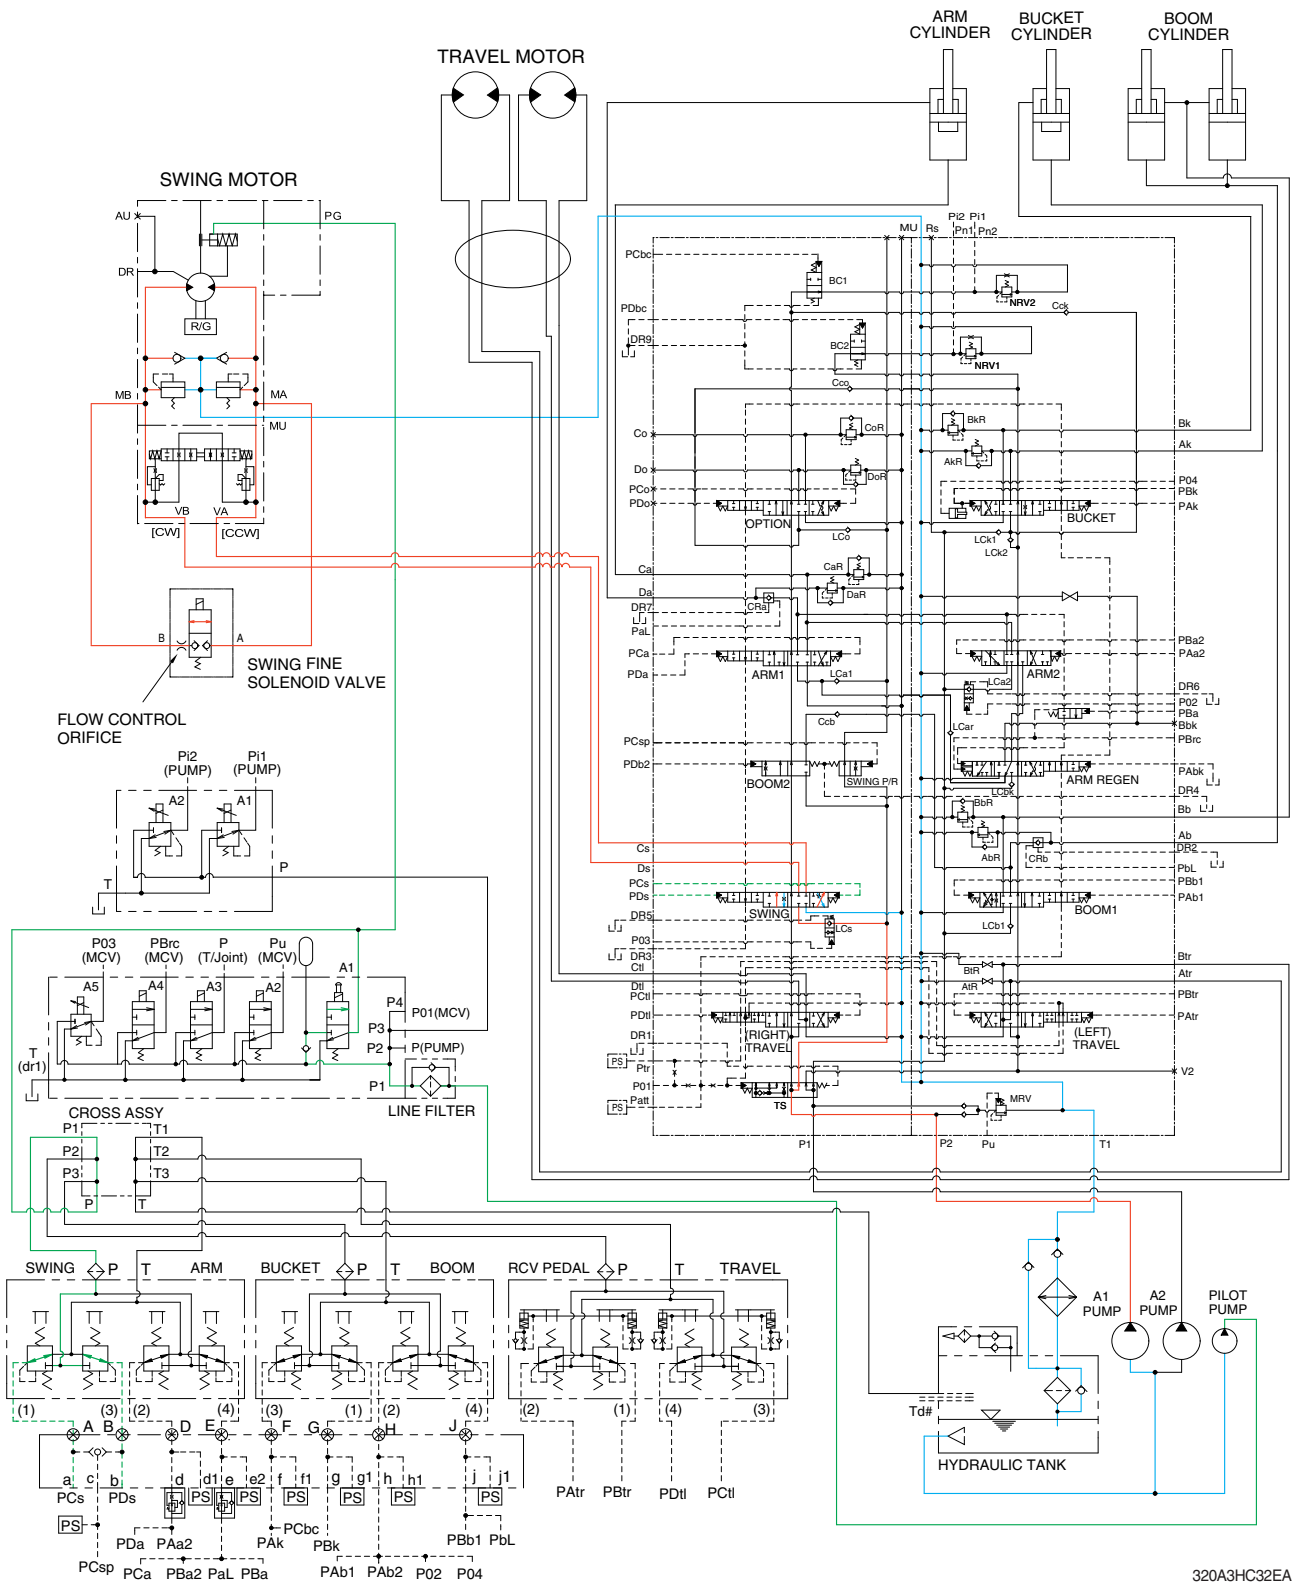 ARM
CYLINDER
BUCKET
CYLINDER
BOOM
CYLINDER
TRAVEL MOTOR
SWING MOTOR
AU
PG
DR
R/G
MB
MA
MU
VB
VA
[CW]
[CCW]
B
A
SWING FINE
SOLENOID VALVE
FLOW CONTROL
ORIFICE
Pi2
(PUMP)
Pi1
(PUMP)
A2
A1
P
T
P03
(MCV)
PBrc
(MCV)
P
(T/Joint)
Pu
(MCV)
A1
A5
A4
A3
A2
P4
P01(MCV)
P3
P2
P(PUMP)
T
(dr1)
P1
LINE FILTER
CROSS ASSY
P1
T1
P2
T2
P3
T3
P
T
MU
Rs
Pi2
Pi1
Pn1
Pn2
PCbc
BC1
NRV2
PDbc
Cck
DR9
BC2
NRV1
Cco
Co
CoR
BkR
Bk
AkR
Ak
Do
DoR
P04
PCo
PBk
PDo
PAk
OPTION
BUCKET
LCo
LCk1
LCk2
Ca
CaR
Da
DaR
CRa
DR7
PaL
PCa
PBa2
PAa2
PDa
ARM1
ARM2
LCa1
LCa2
DR6
P02
PBa
Ccb
LCar
Bbk
PCsp
PBrc
PDb2
PAbk
BOOM2
SWING P/R
ARM REGEN
LCbk
DR4
BbR
Bb
AbR
CRb
Ab
DR2
Cs
Ds
PbL
PCs
PBb1
PDs
PAb1
SWING
BOOM1
DR5
LCs
LCb1
P03
DR3
Ctl
BtR
Btr
AtR
Atr
Dtl
PCtl
PBtr
PDtl
PAtr
(RIGHT)
TRAVEL
(LEFT)
TRAVEL
DR1
PS
Ptr
P01
V2
Patt
PS
TS
MRV
P1
P2
Pu
T1
SWING
P
T
ARM
BUCKET
P
T
BOOM
RCV PEDAL
P
T
TRAVEL
A1
PUMP
A2
PUMP
PILOT
PUMP
Td#
HYDRAULIC TANK
(1)
(3)
(2)
(4)
(3)
(1)
(2)
(4)
(2)
(1)
(4)
(3)
A
B
D
E
F
G
H
J
a
c
b
d
d1
e
e2
f
f1
g
g1
h
h1
j
j1
PCs
PDs
PS
PS
PS
PS
PS
PS
PS
PAtr
PBtr
PDtl
PCtl
PCsp
PDa
PAa2
PCa
PBa2
PaL
PBa
PAk
PCbc
PBk
PAb1
PAb2
P02
P04
PBb1
PbL
320A3HC32EA